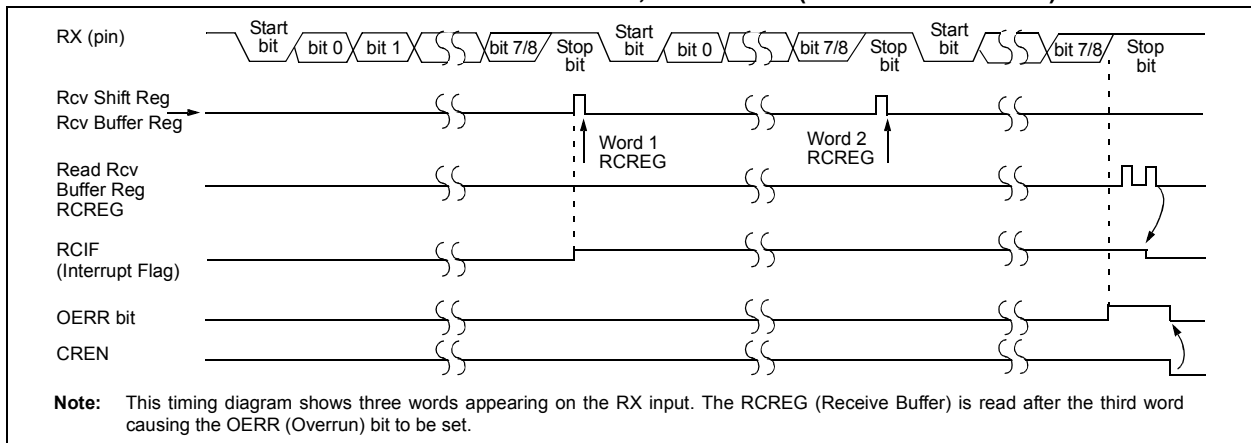 RX (pin)
Start
bit
bit 0
bit 1
bit 7/8
Stop
bit
Start
bit
bit 0
bit 7/8
Stop
bit
Start
bit
bit 7/8
Stop
bit
Rcv Shift Reg
Rcv Buffer Reg
Word 1
RCREG
Word 2
RCREG
Read Rcv
Buffer Reg
RCREG
RCIF
(Interrupt Flag)
OERR bit
CREN
Note: This timing diagram shows three words appearing on the RX input. The RCREG (Receive Buffer) is read after the third word
causing the OERR (Overrun) bit to be set.